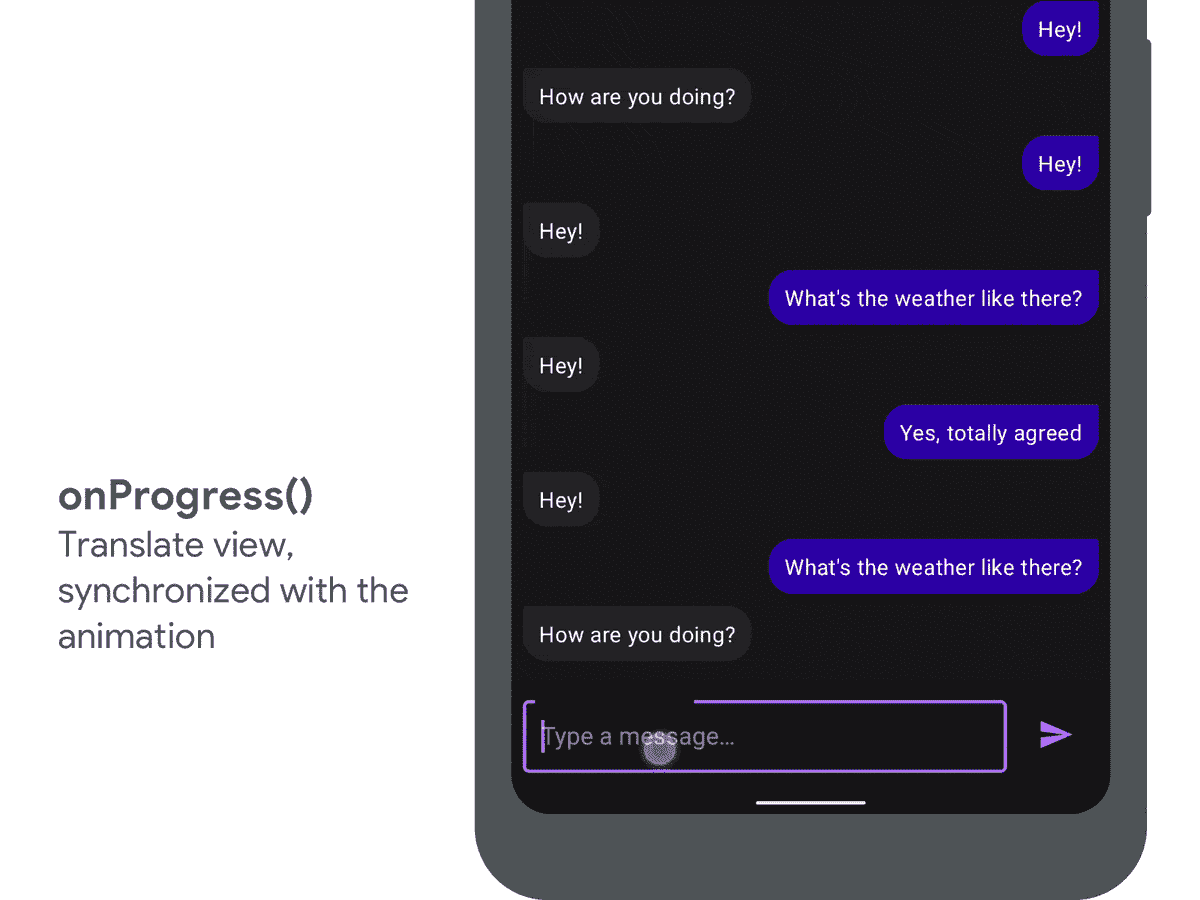 Hey!
How are you doing?
Hey!
Hey!
What's the weather like there?
Hey!
Yes, totally agreed
Hey!
What's the weather like there?
How are you doing?
Type a message...
onProgress()
Translate view,
synchronized with the
animation